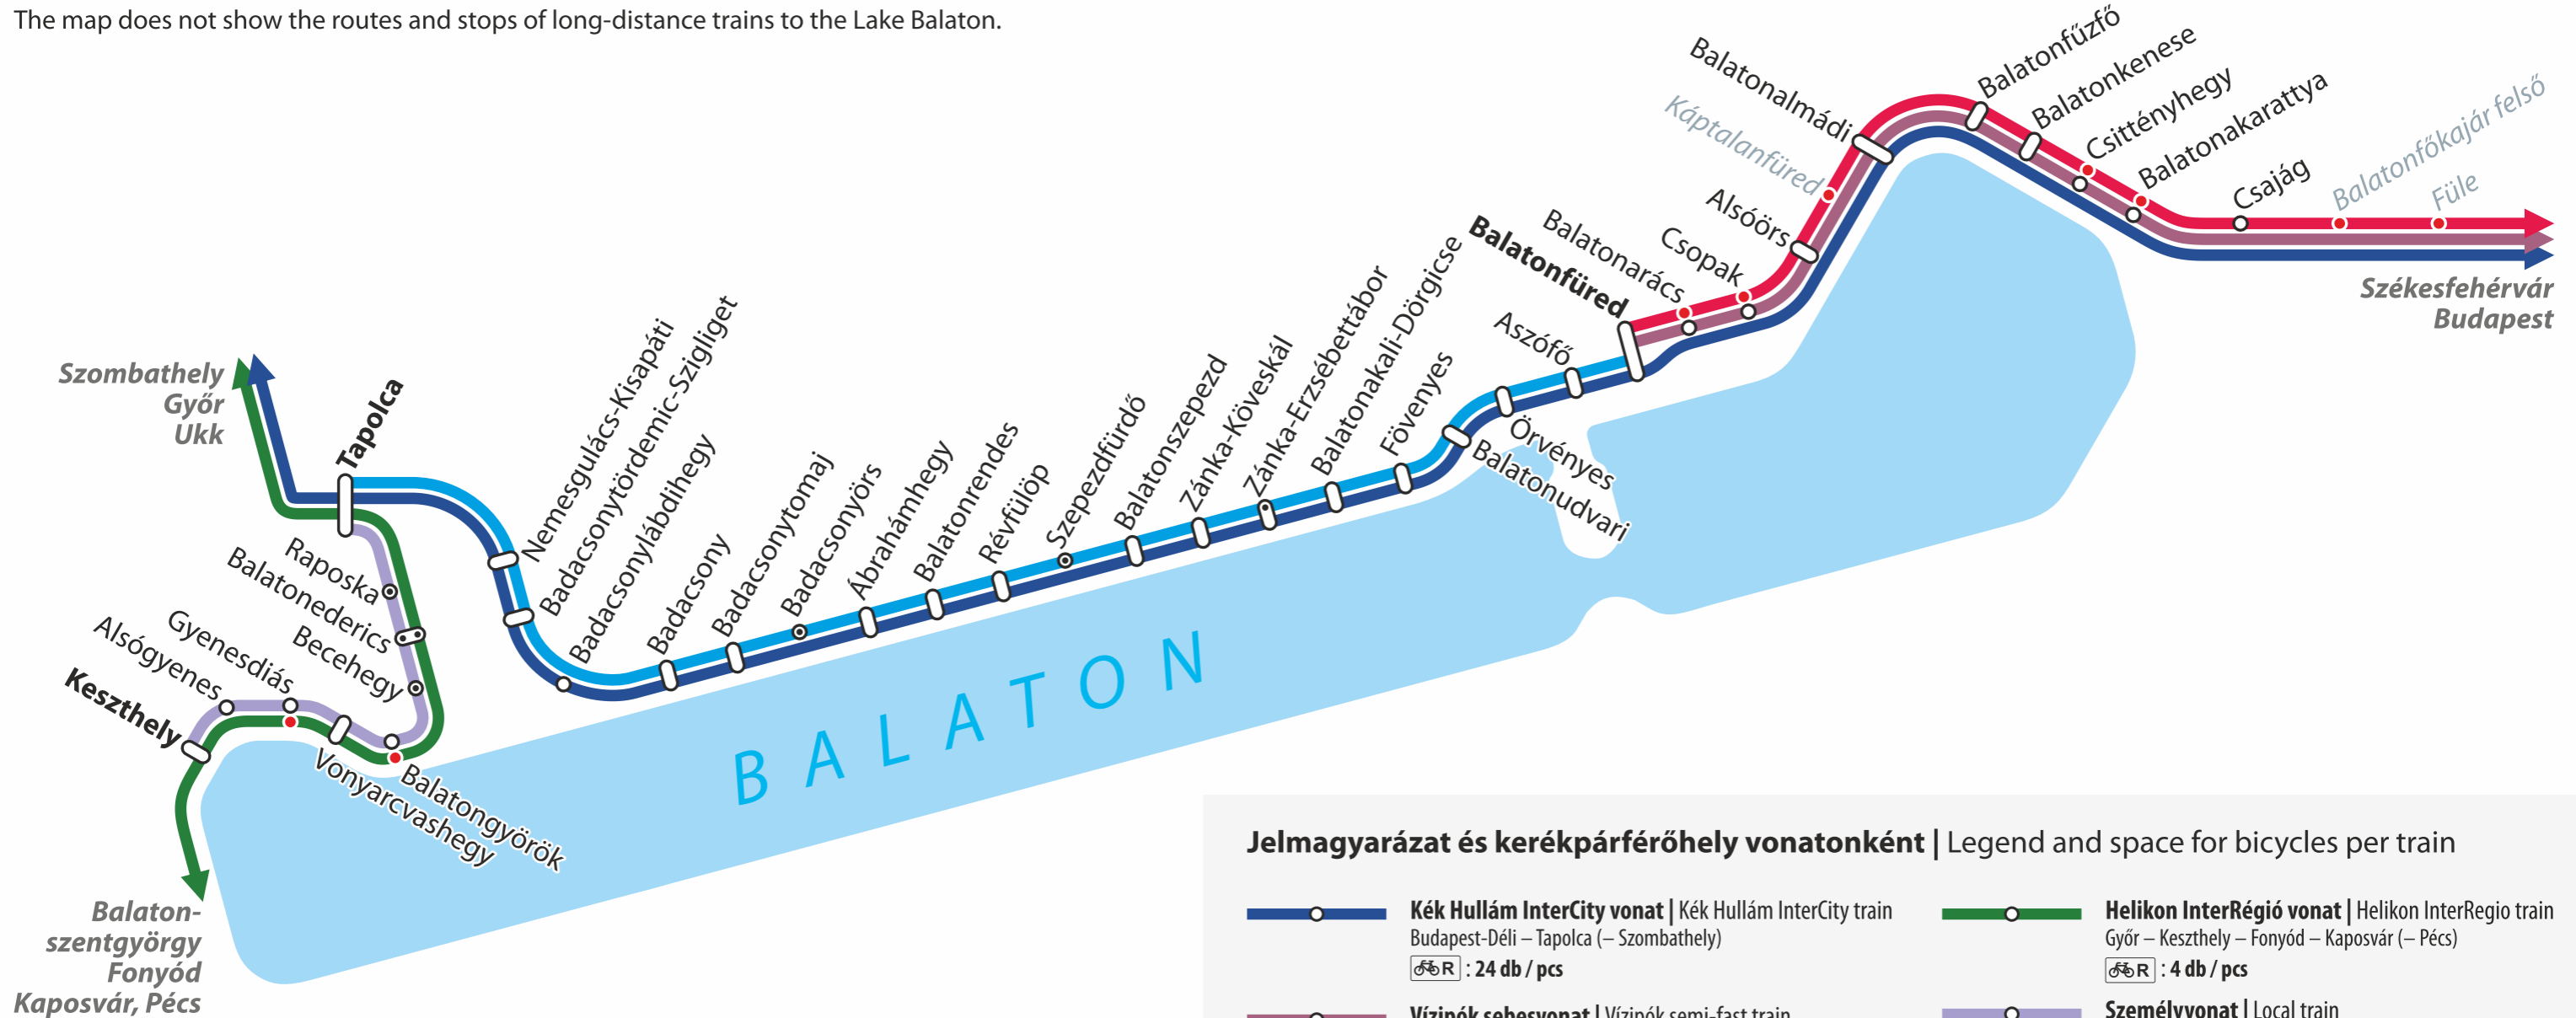 The map does not show the routes and stops of long-distance trains to the Lake Balaton.
Szombathely
Győr
Ukk
Tapolca
Nemesgulács-Kisapáti
Badacsonytördemic-Szigliget
Badacsonylábdihegy
Badacsony
Badacsonytomaj
Badacsonyörs
Ábrahámhegy
Balatonrendes
Révfülöp
Szepezdfürdő
Balatonszepezd
Zánka-Köveskál
Zánka-Erzsébettábor
Balatonakali-Dörgicse
Fövenyes
Balatonudvari
Örvényes
Aszófő
Balatonfüred
Balatonarács
Csopak
Alsóörs
Káptalanfüred
Balatonalmádi
Balatonfűzfő
Balatonkenese
Csittényhegy
Balatonakarattya
Csajág
Balatonfőkajár felső
Füle
Székesfehérvár
Budapest
Raposka
Balatonederics
Becehegy
Balatongyörök
Vonyarcvashegy
Gyenesdiás
Alsógyenes
Keszthely
Balaton-
szentgyörgy
Fonyód
Kaposvár, Pécs
BALATON
Jelmagyarázat és kerékpárférőhely vonatonként | Legend and space for bicycles per train
Kék Hullám InterCity vonat | Kék Hullám InterCity train
Budapest-Déli – Tapolca (– Szombathely)
R : 24 db / pcs
Helikon InterRégió vonat | Helikon InterRegio train
Győr – Keszthely – Fonyód – Kaposvár (– Pécs)
R : 4 db / pcs
Vízipók sebesvonat | Vízipók semi-fast train
Személyvonat | Local train